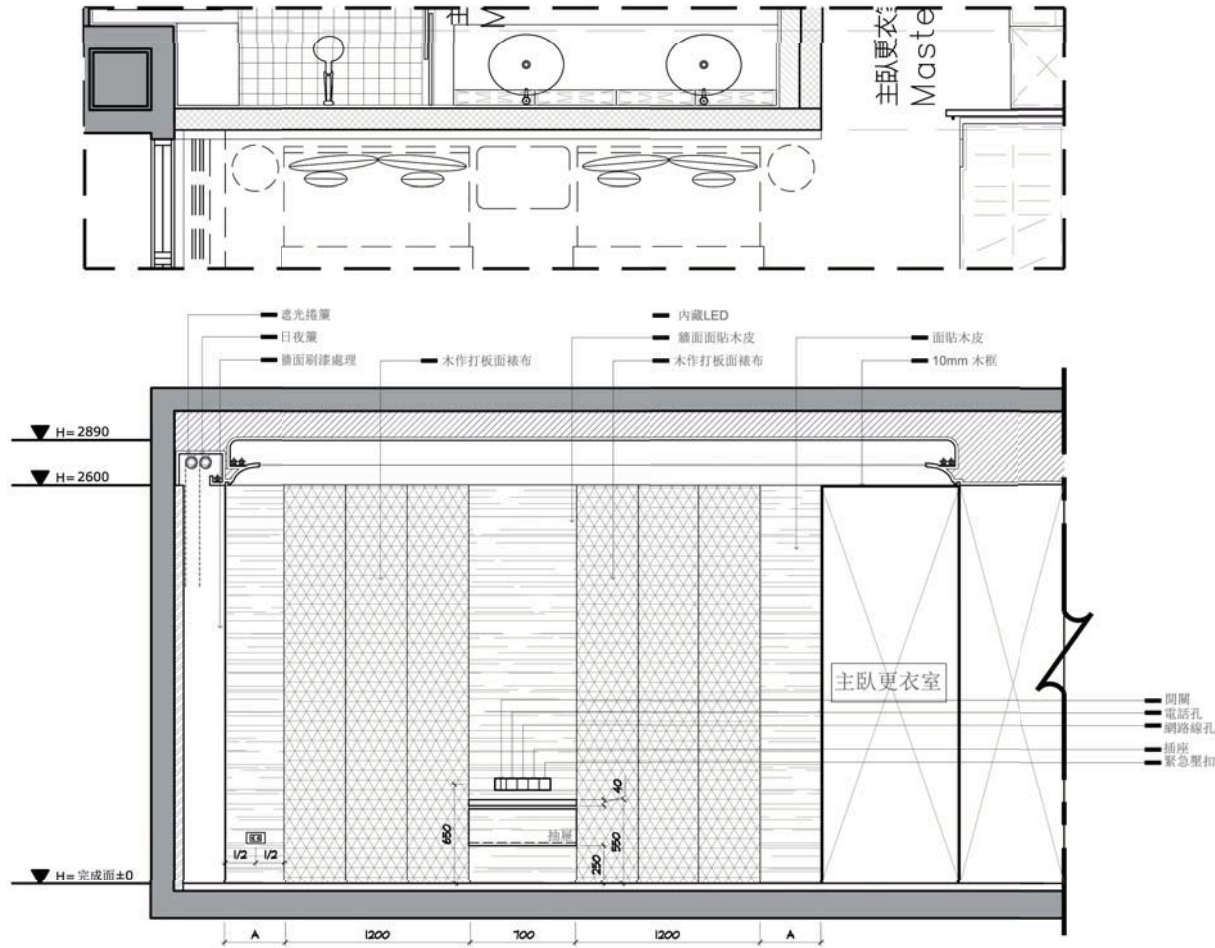 主臥更衣
Maste
遮光捲簾
日夜簾
牆面刷漆處理
木作打板面裱布
內藏LED
牆面面貼木皮
木作打板面裱布
面貼木皮
10mm 木框
H= 2890
H= 2600
主臥更衣室
開關
電話孔
網路線孔
插座
緊急壓扣
40
650
抽屜
550
250
1/2 1/2
H= 完成面±0
A 1200 700 1200 A